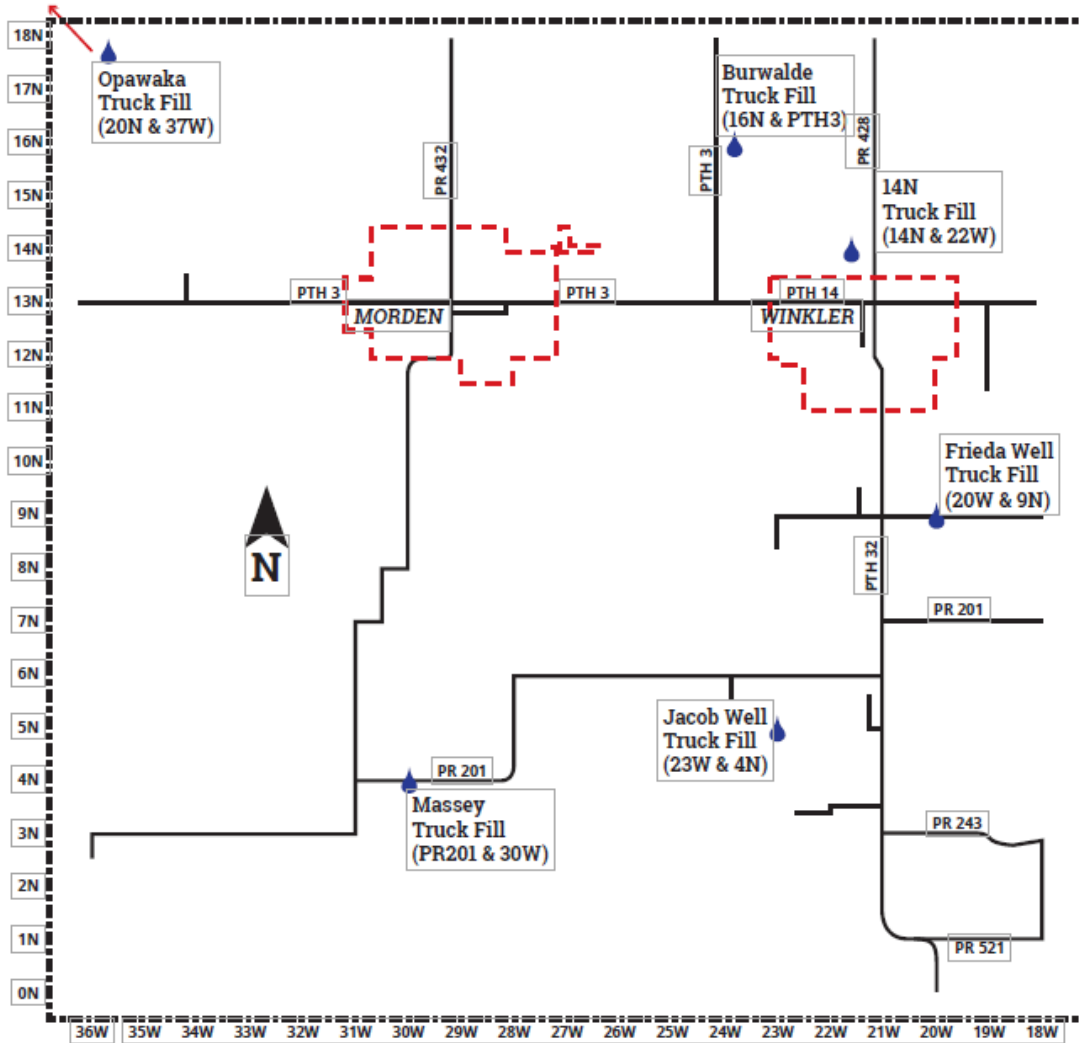 18N
17N
16N
15N
14N
13N
12N
11N
10N
9N
8N
7N
6N
5N
4N
3N
2N
1N
0N
Opawaka
Truck Fill
(20N & 37W)
Burwalde
Truck Fill
(16N & PTH3)
PR 432
PTH 3
PR 428
14N
Truck Fill
(14N & 22W)
PTH 3
PTH 3
PTH 14
MORDEN
WINKLER
Frieda Well
Truck Fill
(20W & 9N)
N
PTH 32
PR 201
Jacob Well
Truck Fill
(23W & 4N)
PR 201
Massey
Truck Fill
(PR201 & 30W)
PR 243
PR 521
36W 35W 34W 33W 32W 31W 30W 29W 28W 27W 26W 25W 24W 23W 22W 21W 20W 19W 18W